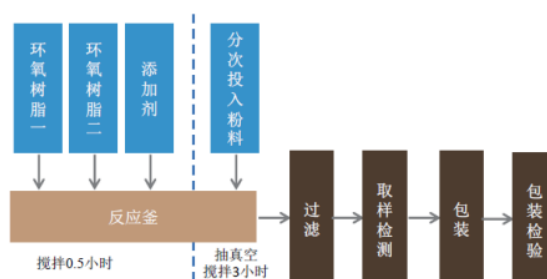 环氧树脂一
环氧树脂二
添加剂
分次投入粉料
反应釜
过滤
取样检测
包装
包装检验
搅拌0.5小时
抽真空
搅拌3小时